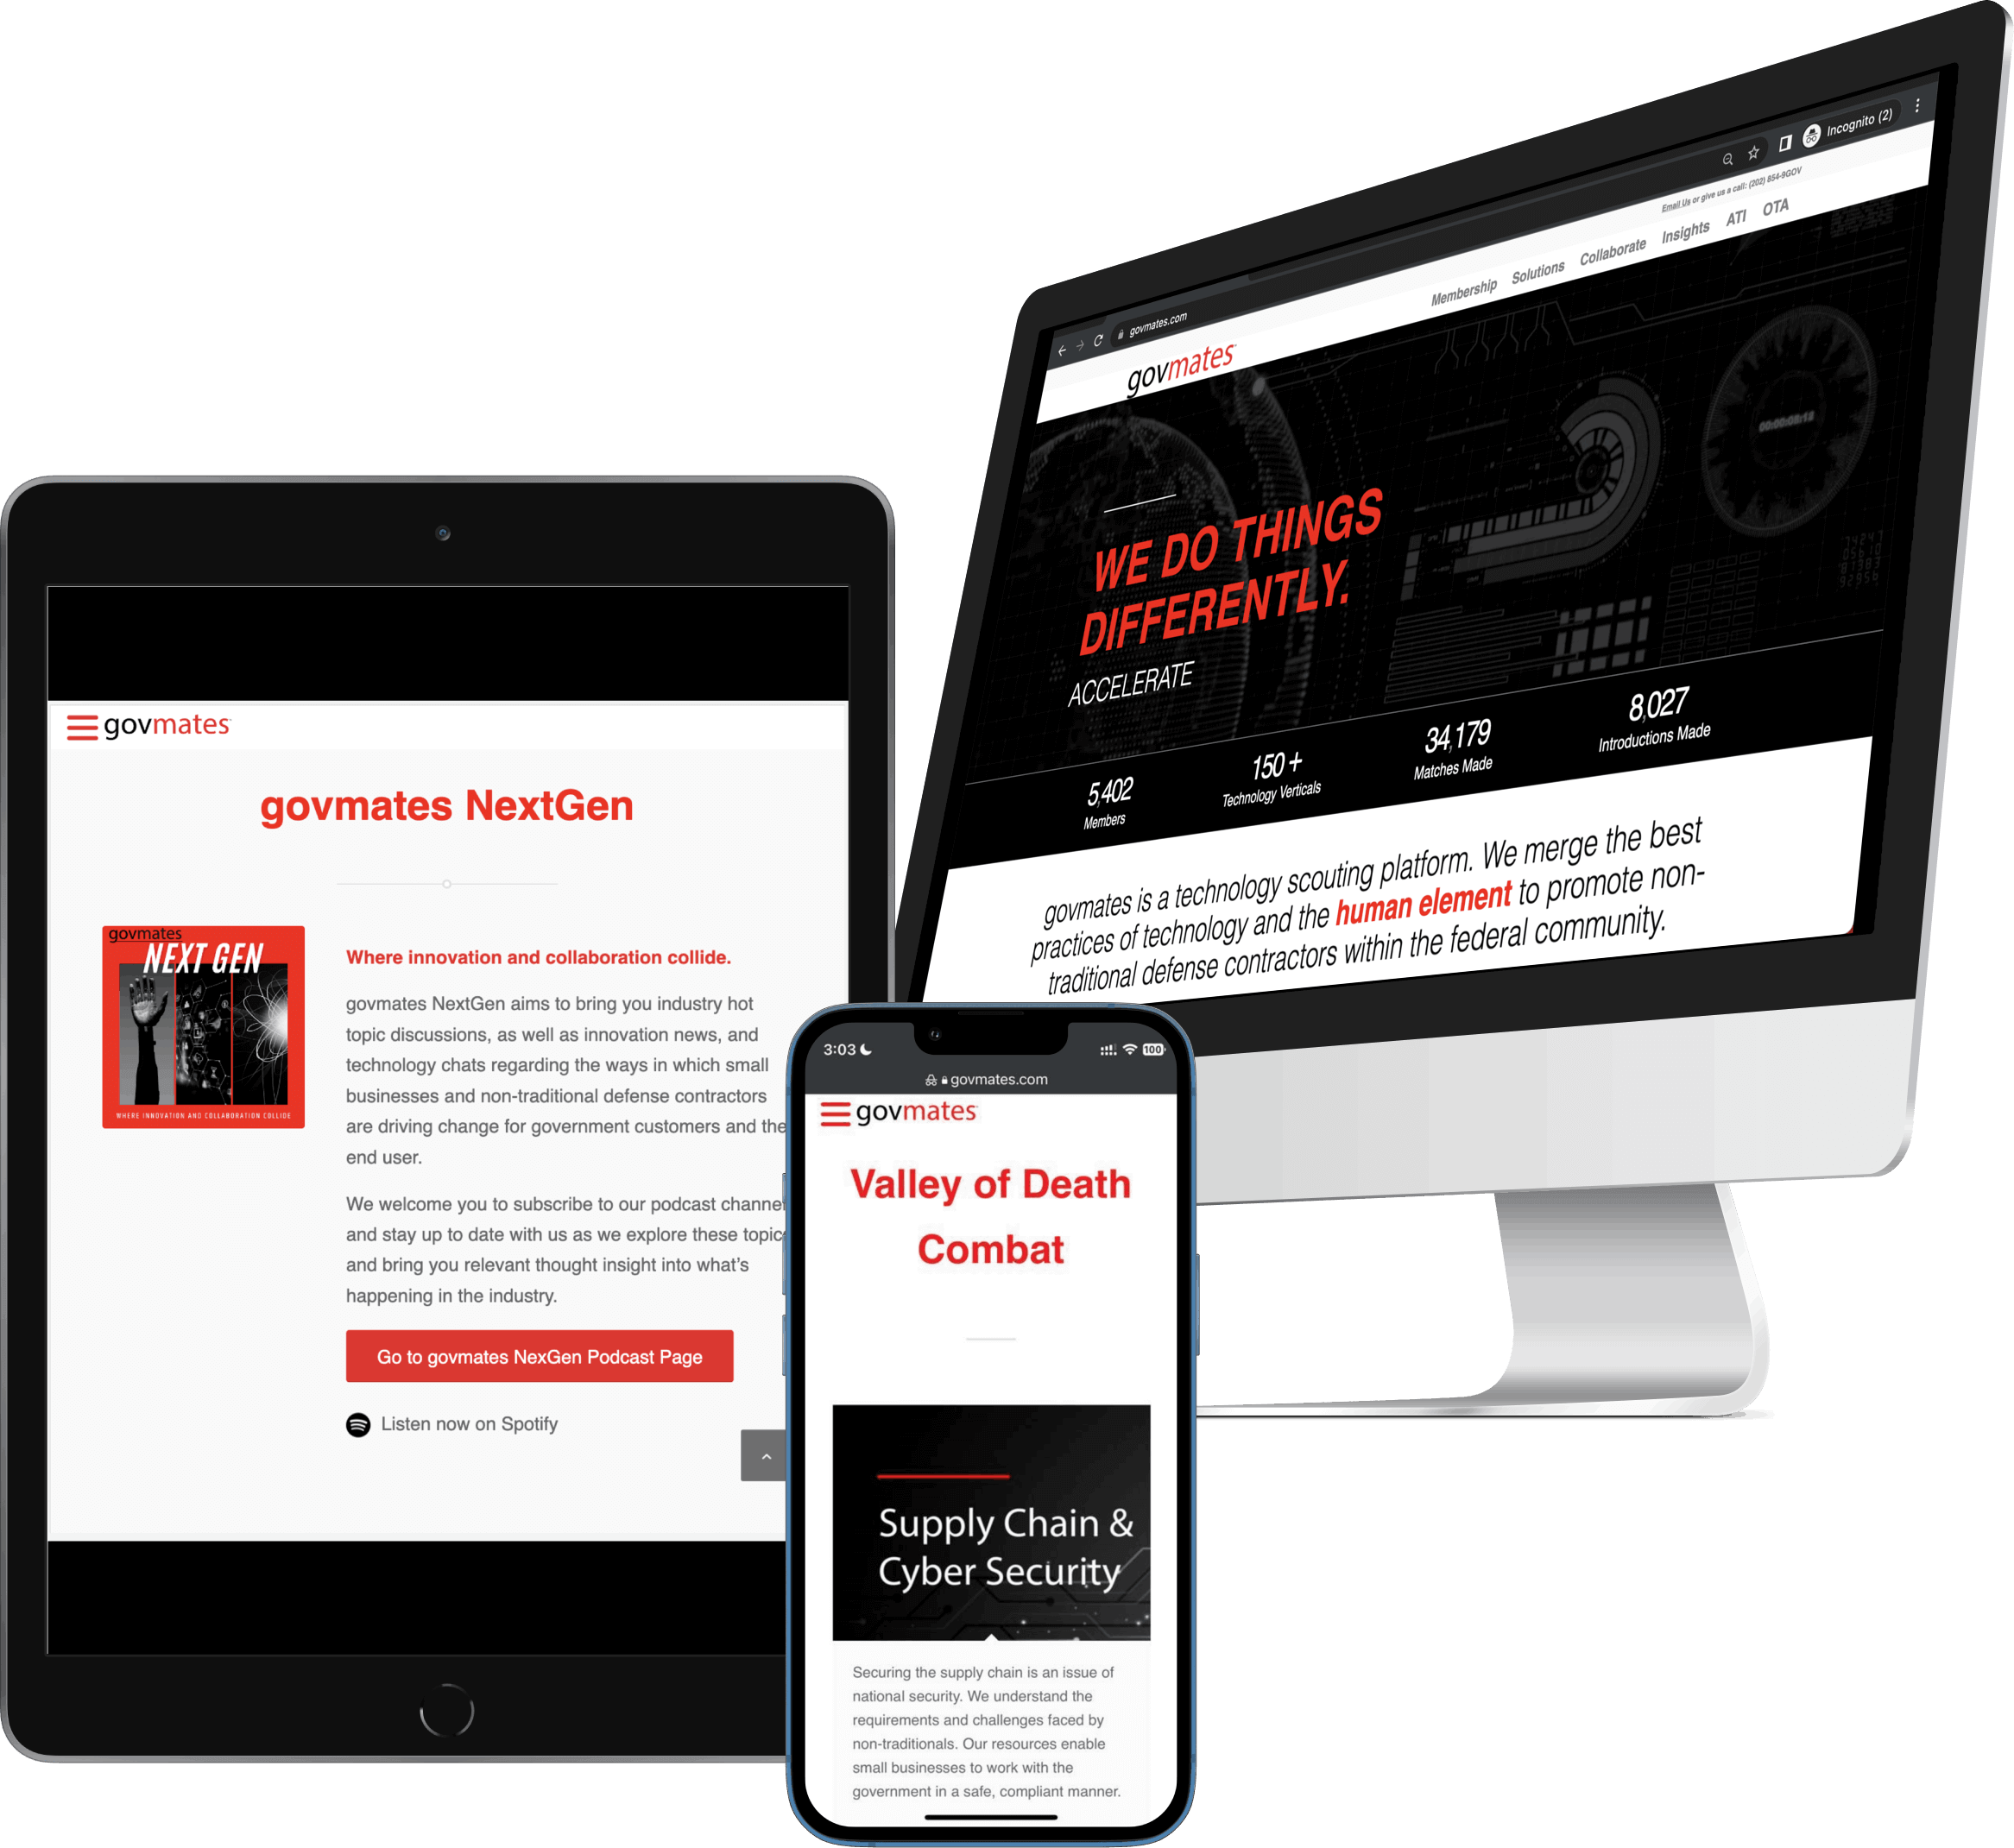 Incognito (2)
govmates.com
Email Us or give us a call: (202) 854-9GOV
govmates
Membership Solutions Collaborate Insights ATI OTA
00:00:08:18
WE DO THINGS
DIFFERENTLY.
ACCELERATE
5,402
Members
150+
Technology Verticals
34,179
Matches Made
8,027
Introductions Made
govmates is a technology scouting platform. We merge the best
practices of technology and the human element to promote non-
traditional defense contractors within the federal community.
govmates
govmates NextGen
govmates
NEXT GEN
WHERE INNOVATION AND COLLABORATION COLLIDE
Where innovation and collaboration collide.
govmates NextGen aims to bring you industry hot
topic discussions, as well as innovation news, and
technology chats regarding the ways in which small
businesses and non-traditional defense contractors
are driving change for government customers and the
end user.
We welcome you to subscribe to our podcast channel
and stay up to date with us as we explore these topic
and bring you relevant thought insight into what's
happening in the industry.
Go to govmates NexGen Podcast Page
Listen now on Spotify
3:03
100
govmates.com
govmates
Valley of Death
Combat
Supply Chain &
Cyber Security
Securing the supply chain is an issue of
national security. We understand the
requirements and challenges faced by
non-traditionals. Our resources enable
small businesses to work with the
government in a safe, compliant manner.